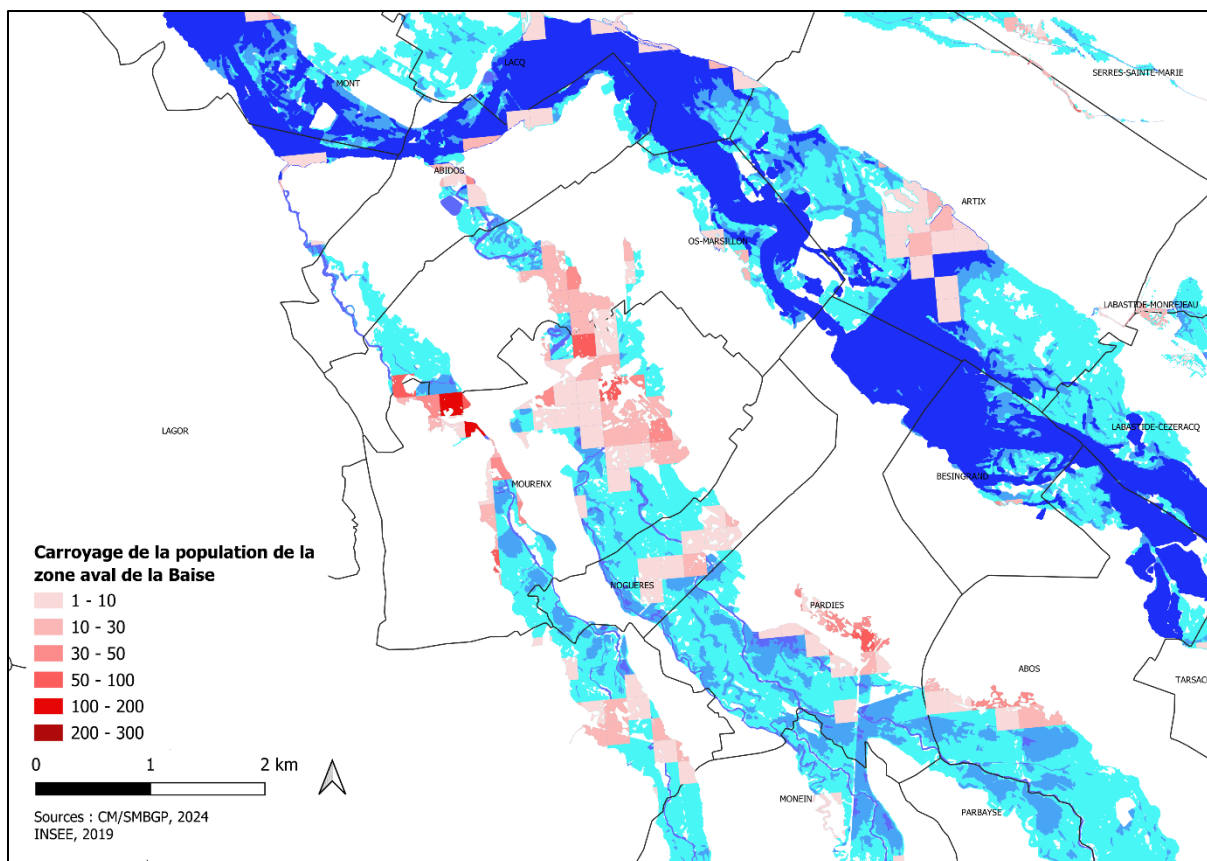 LACQ
MONT
SERRES-SAINTE-MARIE
ABIDOS
ARTIX
OS-MARSILLON
LABASTIDE-MONREJEAU
LAGOR
LABASTIDE-CEZERACQ
BESINGRAND
MOURENX
NOGUERES
PARDIES
ABOS
TARSAC
MONEIN
PARBAYSE
Carroyage de la population de la
zone aval de la Baise
1 - 10
10 - 30
30 - 50
50 - 100
100 - 200
200 - 300
0 1 2 km
Sources : CM/SMBGP, 2024
INSEE, 2019